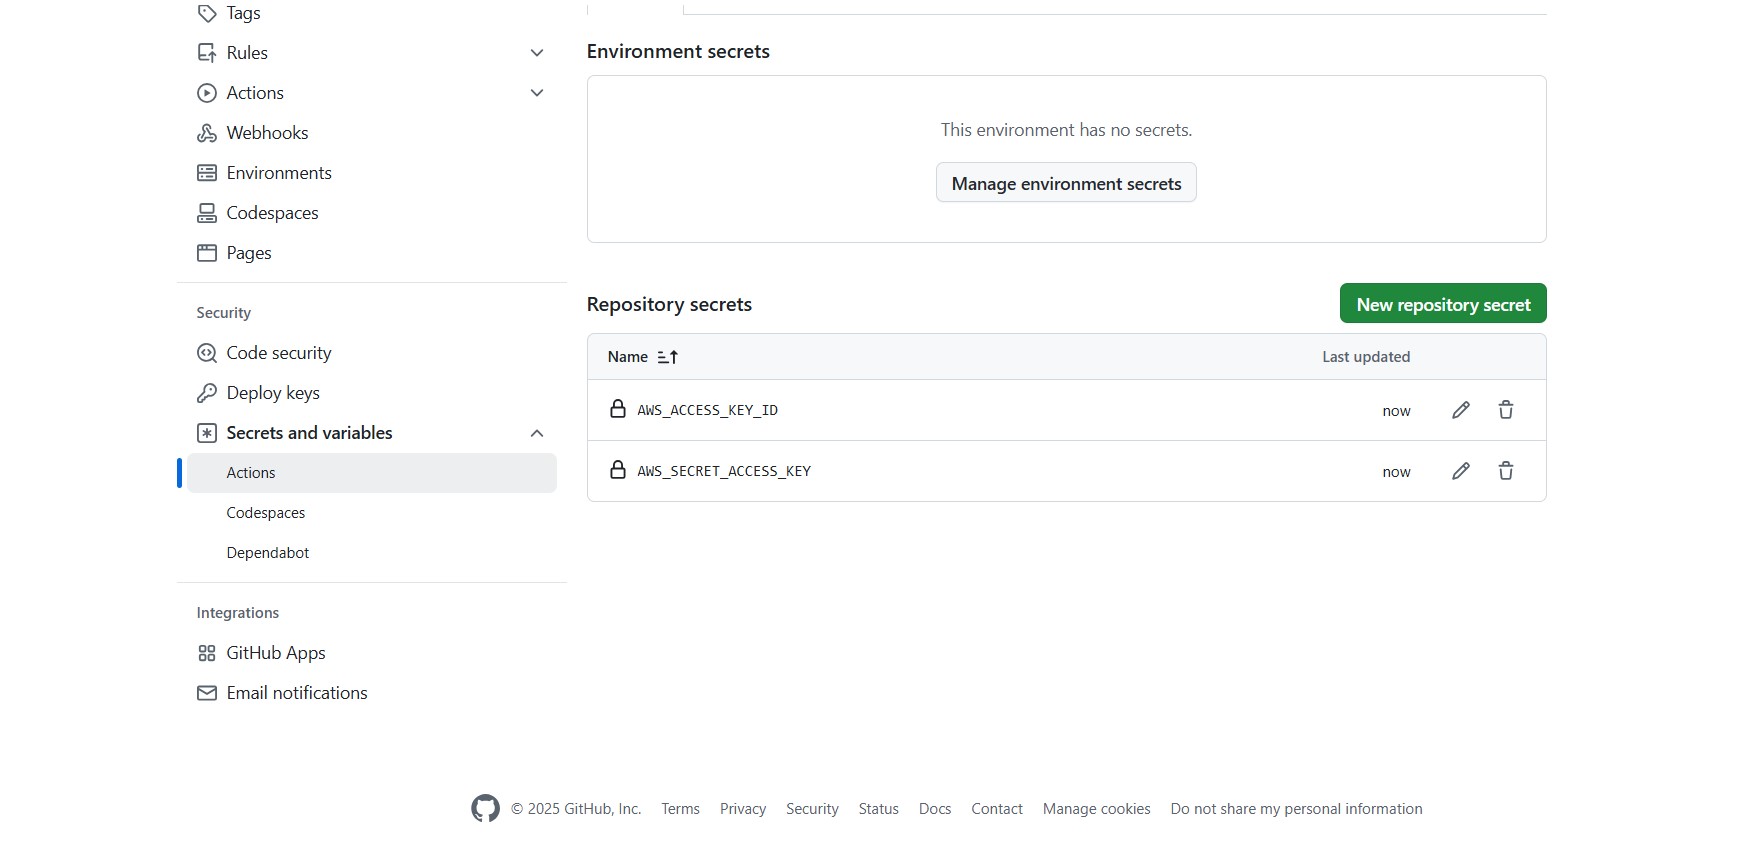 Tags
Rules
Actions
Webhooks
Environments
Codespaces
Pages
Security
Code security
Deploy keys
Secrets and variables
Actions
Codespaces
Dependabot
Integrations
GitHub Apps
Email notifications
Environment secrets
This environment has no secrets.
Manage environment secrets
Repository secrets
New repository secret
Name Last updated
AWS_ACCESS_KEY_ID now
AWS_SECRET_ACCESS_KEY now
© 2025 GitHub, Inc. Terms Privacy Security Status Docs Contact Manage cookies Do not share my personal information